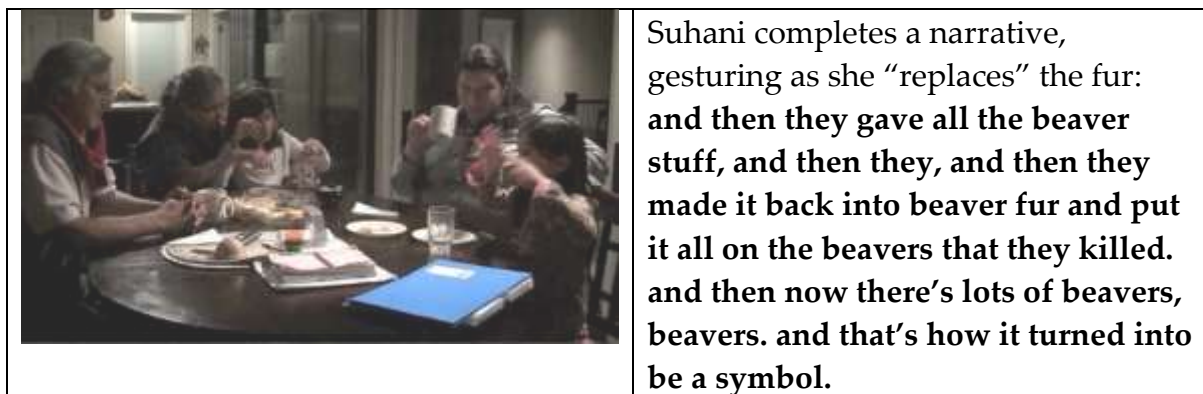 Suhani completes a narrative,
gesturing as she “replaces” the fur:
and then they gave all the beaver
stuff, and then they, and then they
made it back into beaver fur and put
it all on the beavers that they killed.
and then now there’s lots of beavers,
beavers. and that’s how it turned into
be a symbol.